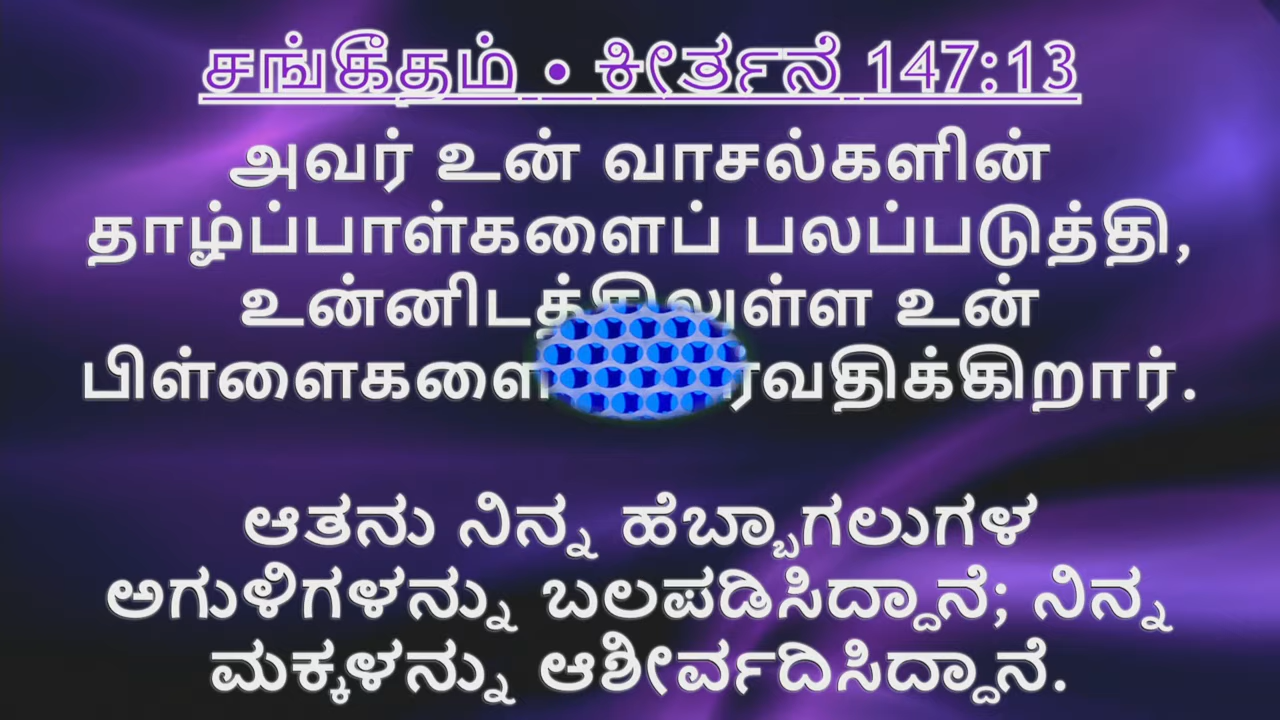 சங்கீதம் • ಕೀರ್ತನೆ 147:13
அவர் உன் வாசல்களின்
தாழ்ப்பாள்களைப் பலப்படுத்தி,
உன்னிடத்திலுள்ள உன்
பிள்ளைகளை
ಆತನು ನಿನ್ನ ಹೆಬ್ಬಾಗಲುಗಳ
ಅಗುಳಿಗಳನ್ನು ಬಲಪಡಿಸಿದ್ದಾನೆ; ನಿನ್ನ
ಮಕ್ಕಳನ್ನು ಆಶೀರ್ವದಿಸಿದ್ದಾನೆ.